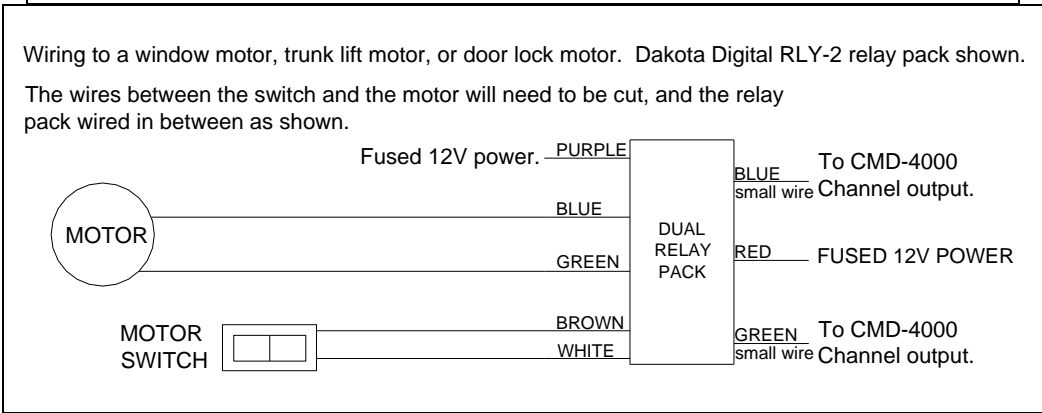 Wiring to a window motor, trunk lift motor, or door lock motor.  Dakota Digital RLY-2 relay pack shown.
The wires between the switch and the motor will need to be cut, and the relay
pack wired in between as shown.
Fused 12V power.
PURPLE
BLUE
GREEN
BROWN
WHITE
MOTOR
MOTOR
SWITCH
DUAL
RELAY
PACK
BLUE
small wire
To CMD-4000
Channel output.
RED
FUSED 12V POWER
GREEN
small wire
To CMD-4000
Channel output.